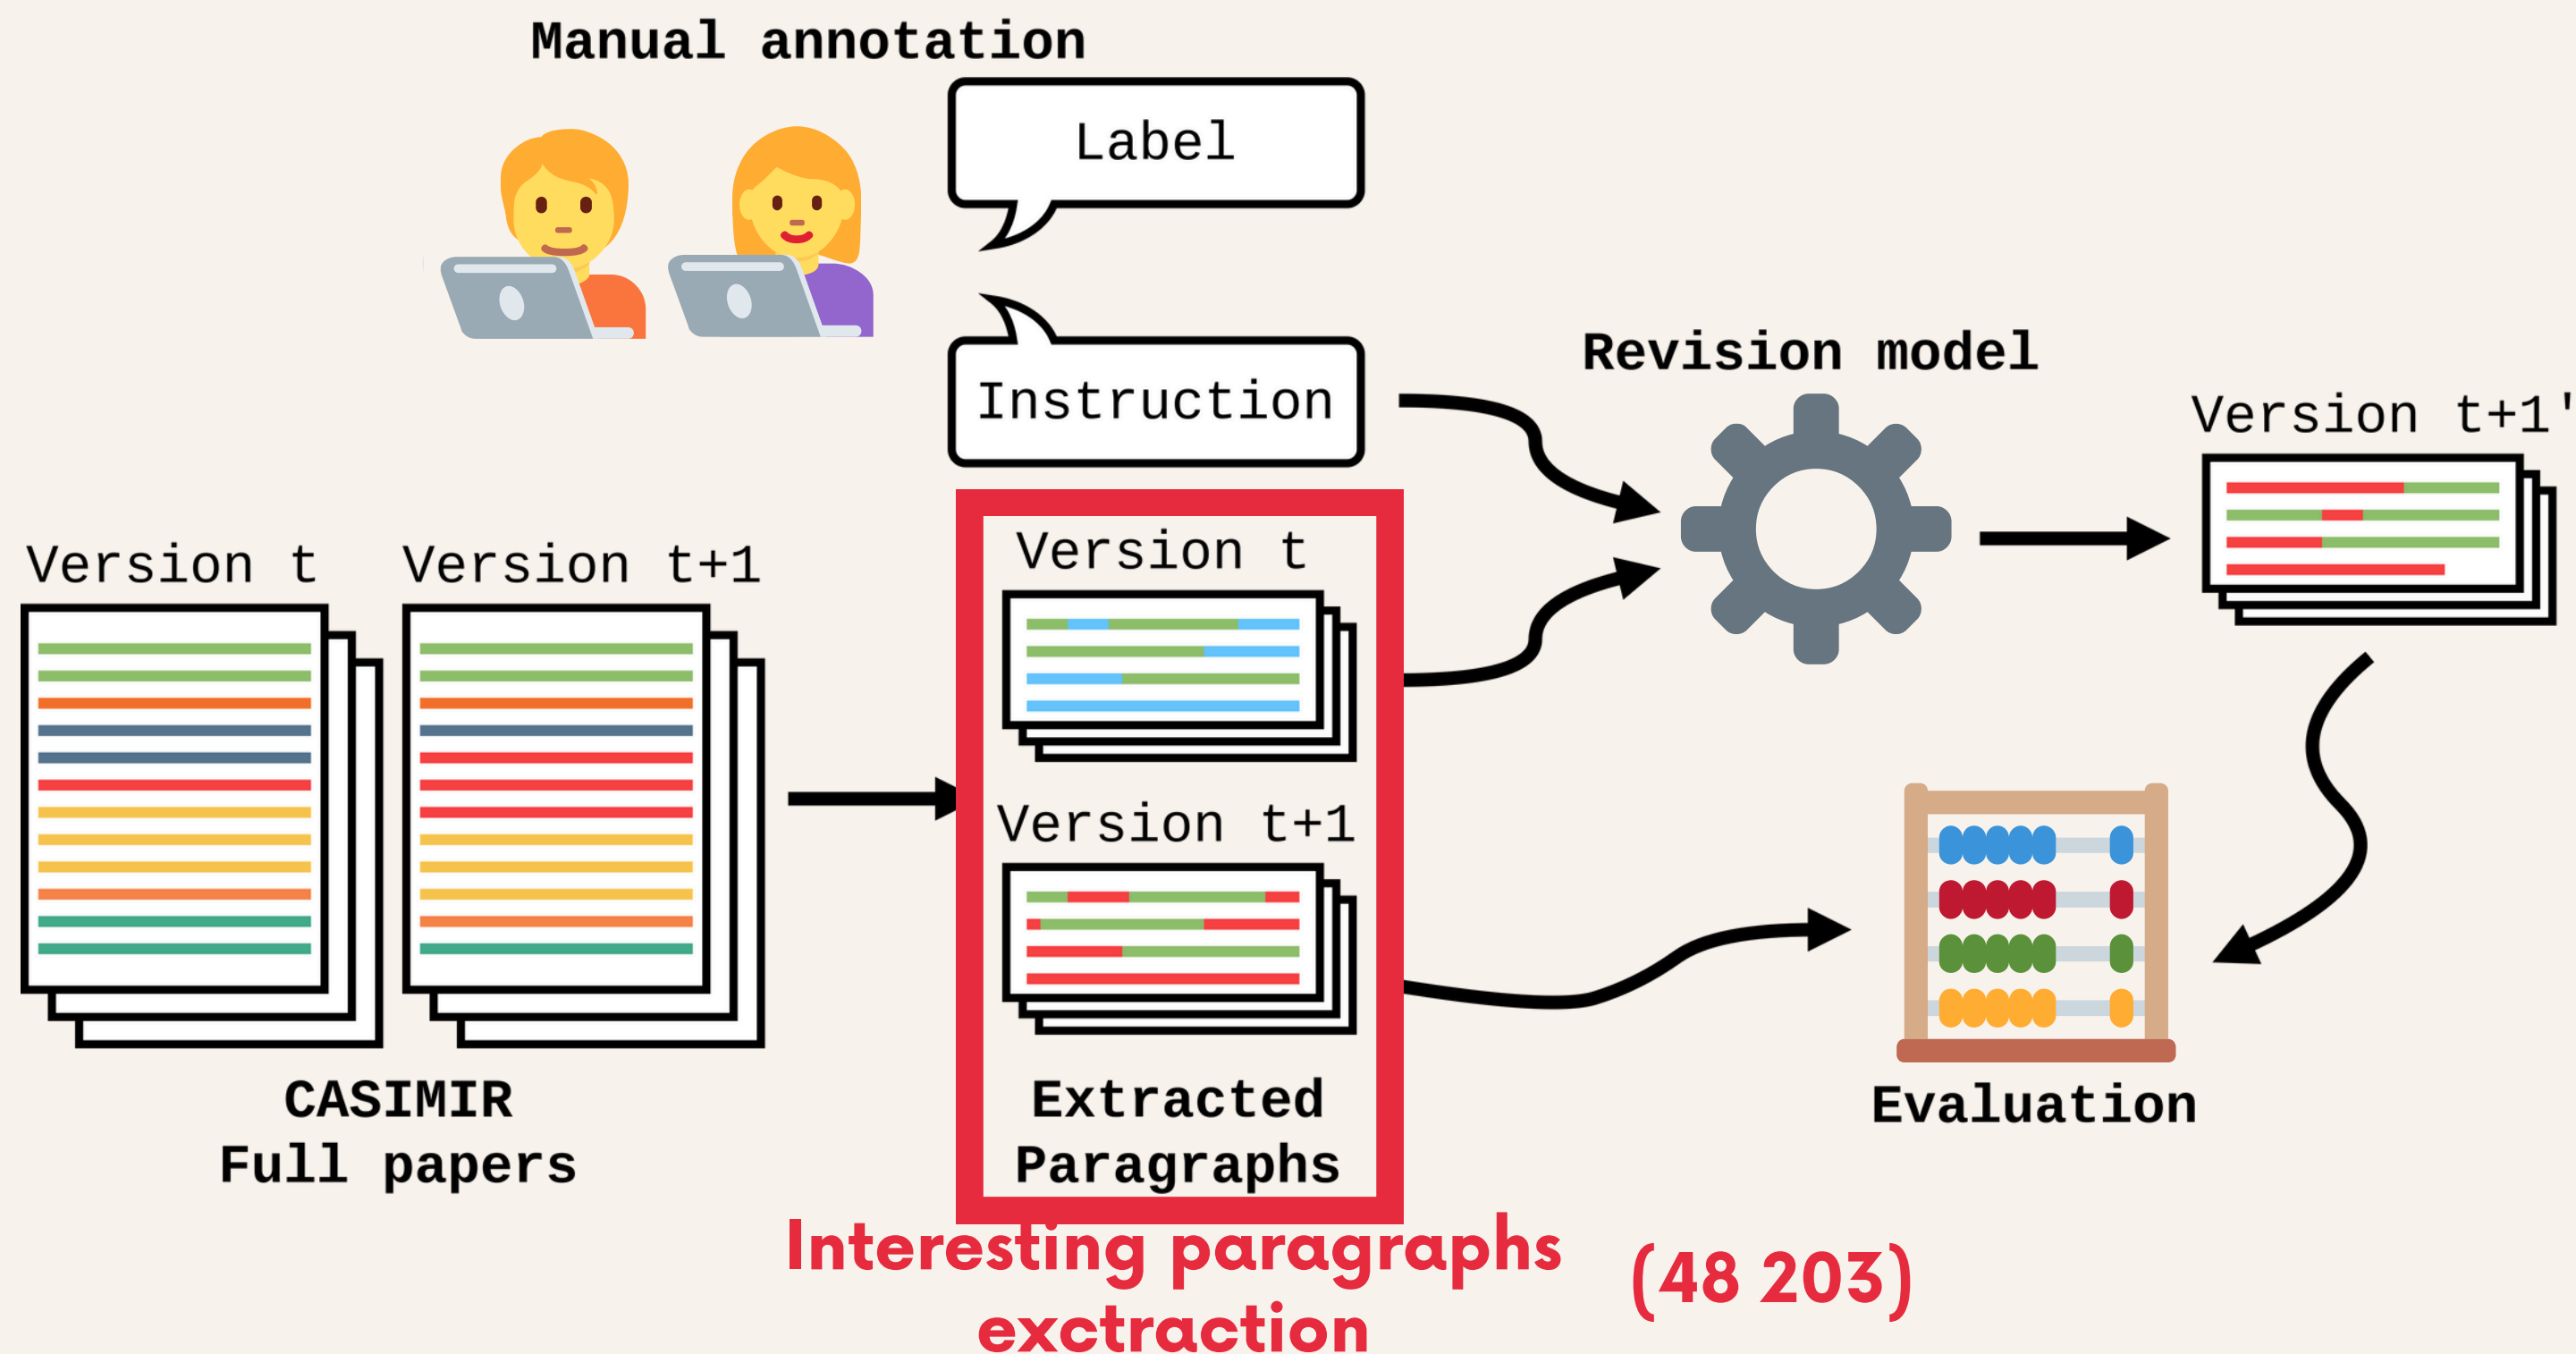 Manual annotation
Label
Instruction
Revision model
Version t+1'
Version t
Version t+1
Version t
Version t+1
CASIMIR
Full papers
Extracted
Paragraphs
Evaluation
Interesting paragraphs
exctraction
(48 203)